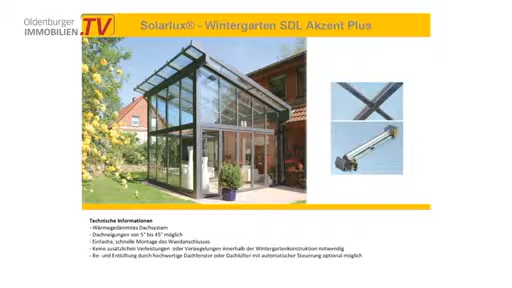 Oldenburger
IMMOBILIEN.TV
Solarlux® - Wintergarten SDL Akzent Plus
Technische Informationen
- Wärmegedämmtes Dachsystem
- Dachneigungen von 5° bis 45° möglich
- Einfache, schnelle Montage des Wandanschlusses
- Keine zusätzlichen Verleistungen oder Versiegelungen innerhalb der Wintergartenkonstruktion notwendig
- Be- und Entlüftung durch hochwertige Dachfenster oder Dachlüfter mit automatischer Steuerung optional möglich